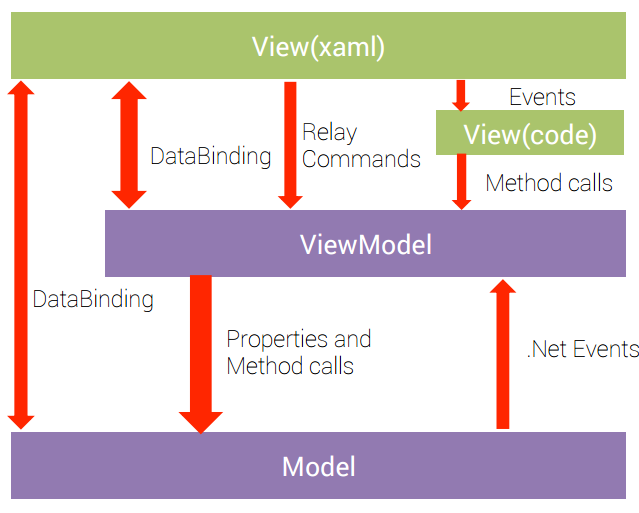 View(xaml)
Events
View(code)
Relay
Commands
DataBinding
Method calls
ViewModel
DataBinding
Properties and
Method calls
.Net Events
Model